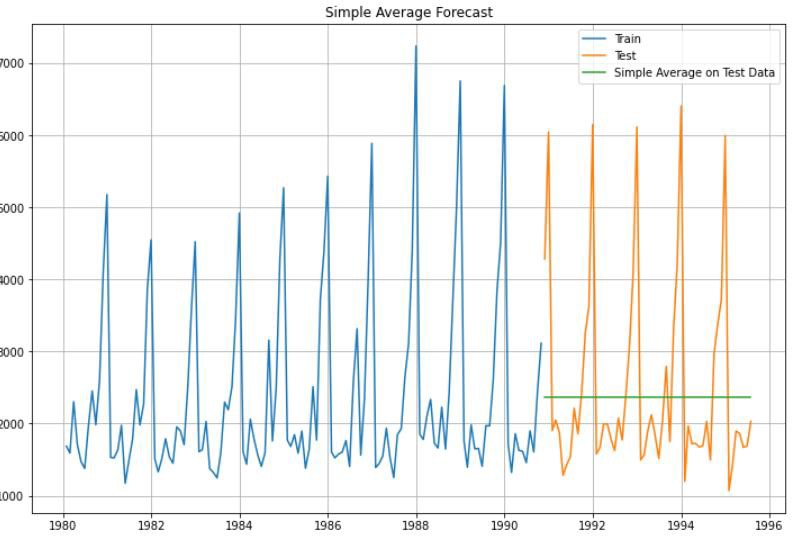 Simple Average Forecast
Train
Test
Simple Average on Test Data
7000
6000
5000
4000
3000
2000
1000
1980 1982 1984 1986 1988 1990 1992 1994 1996